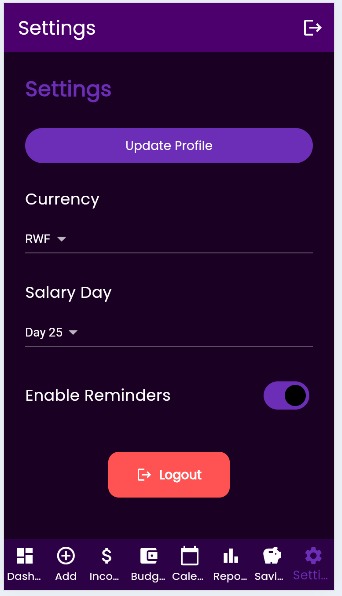 Settings
Settings
Update Profile
Currency
RWF
Salary Day
Day 25
Enable Reminders
Logout
Dash... Add Inco... Budg... Cale... Repo... Savi... Setti...